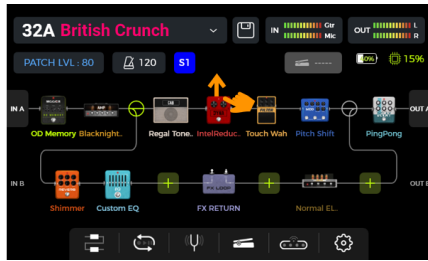 32A British Crunch
IN
Gtr
Mic
OUT
L
R
PATCH LVL : 80
120
S1
-----
15%
IN A
OUT A
OD Memory
Blacknight..
Regal Tone..
IntelReduc..
Touch Wah
Pitch Shift
PingPong
IN B
FX LOOP
OUT B
Shimmer
Custom EQ
FX RETURN
Normal EL..